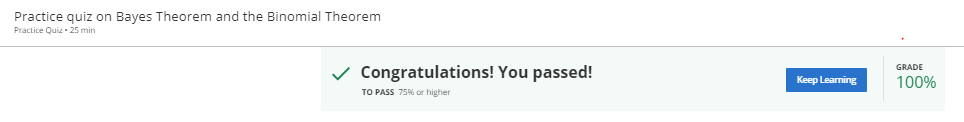 Practice quiz on Bayes Theorem and the Binomial Theorem
Practice Quiz • 25 min
Congratulations! You passed!
TO PASS 75% or higher
Keep Learning
GRADE
100%